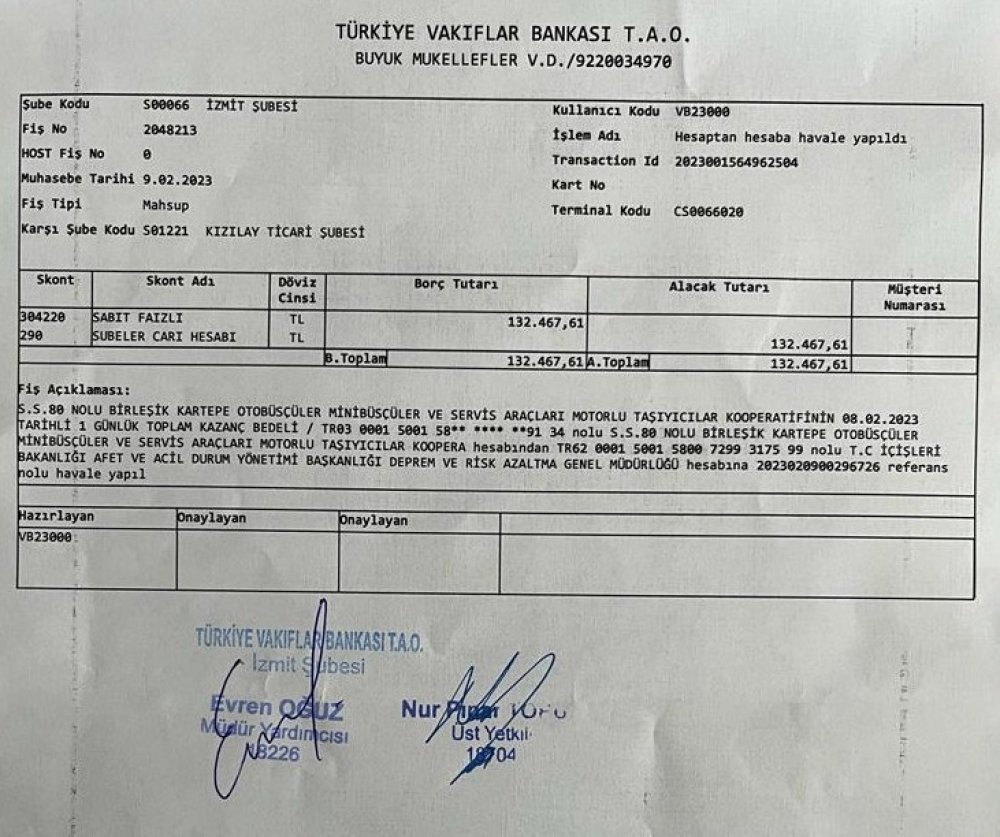 TÜRKİYE VAKIFLAR BANKASI T.A.O.
BUYUK MUKELLEFLER V.D./9220034970
Şube Kodu S00066 İZMİT ŞUBESİ
Fiş No 2048213
HOST Fiş No 0
Muhasebe Tarihi 9.02.2023
Fiş Tipi Mahsup
Karşı Şube Kodu S01221 KIZILAY TİCARİ ŞUBESİ
Kullanıcı Kodu VB23000
İşlem Adı Hesaptan hesaba havale yapıldı
Transaction Id 2023001564962504
Kart No
Terminal Kodu CS0066020
Skont Skont Adı Döviz Cinsi Borç Tutarı Alacak Tutarı Müşteri Numarası
304220 SABIT FAIZLI TL 132.467,61
290 SUBELER CARI HESABI TL 132.467,61
B.Toplam 132.467,61 A.Toplam 132.467,61
Fiş Açıklaması:
S.S.80 NOLU BİRLEŞİK KARTEPE OTOBÜSÇÜLER MİNİBÜSÇÜLER VE SERVİS ARAÇLARI MOTORLU TAŞIYICILAR KOOPERATİFİNİN 08.02.2023
TARİHLİ 1 GÜNLÜK TOPLAM KAZANÇ BEDELİ / TR03 0001 5001 58** **** **91 34 nolu S.S.80 NOLU BİRLEŞİK KARTEPE OTOBÜSÇÜLER
MİNİBÜSÇÜLER VE SERVİS ARAÇLARI MOTORLU TAŞIYICILAR KOOPERA hesabından TR62 0001 5001 5800 7299 3175 99 nolu T.C İÇİŞLERİ
BAKANLIĞI AFET VE ACİL DURUM YÖNETİMİ BAŞKANLIĞI DEPREM VE RİSK AZALTMA GENEL MÜDÜRLÜĞÜ hesabına 2023020900296726 referans
nolu havale yapıl
Hazırlayan Onaylayan Onaylayan
VB23000
TÜRKİYE VAKIFLAR BANKASI T.A.O.
İzmit Şubesi
Evren OĞUZ
Müdür Yardımcısı
18226
Nur Pınar
Üst Yetkili